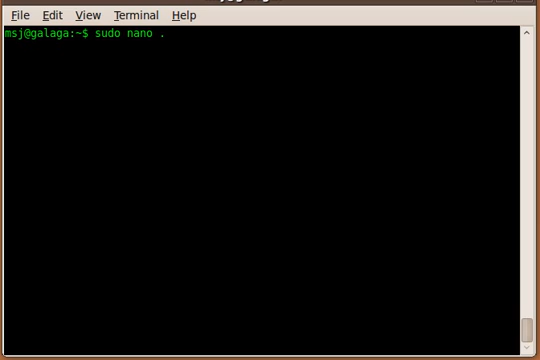 File Edit View Terminal Help
msj@galaga:~$ sudo nano .